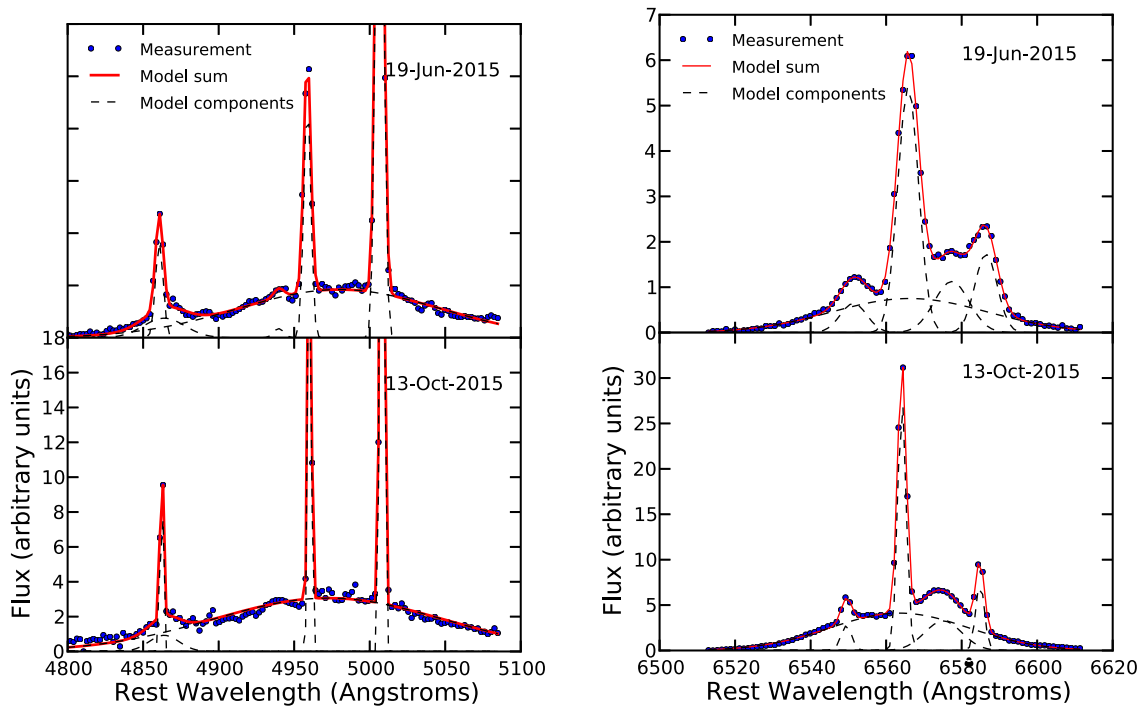 Measurement
Model sum
Model components
19-Jun-2015
18
16
14
12
10
8
6
4
2
0
13-Oct-2015
Flux (arbitrary units)
4800 4850 4900 4950 5000 5050 5100
Rest Wavelength (Angstroms)
7
6
5
4
3
2
1
0
Measurement
Model sum
Model components
19-Jun-2015
30
25
20
15
10
5
0
13-Oct-2015
Flux (arbitrary units)
6500 6520 6540 6560 6580 6600 6620
Rest Wavelength (Angstroms)